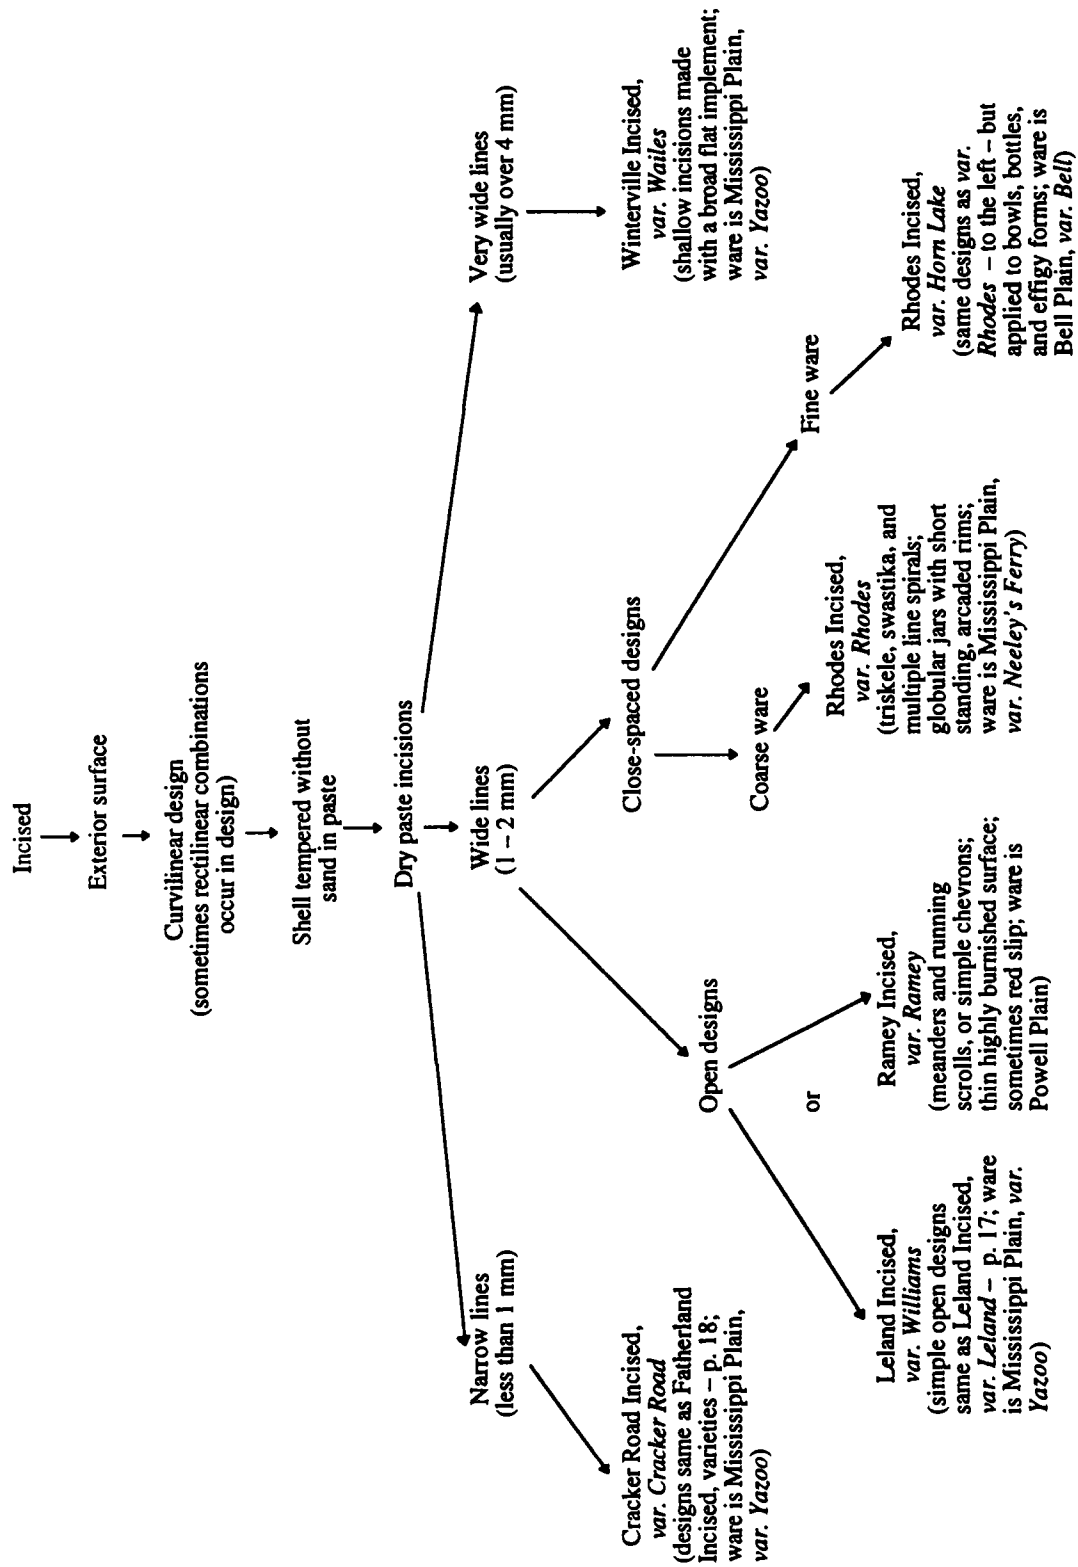 Incised
Exterior surface
Curvilinear design
(sometimes rectilinear combinations
occur in design)
Shell tempered without
sand in paste
Dry paste incisions
Narrow lines
(less than 1 mm)
Wide lines
(1 – 2 mm)
Very wide lines
(usually over 4 mm)
Cracker Road Incised,
var. Cracker Road
(designs same as Fatherland
Incised, varieties – p. 18;
ware is Mississippi Plain,
var. Yazoo)
Close-spaced designs
Winterville Incised,
var. Wailes
(shallow incisions made
with a broad flat implement;
ware is Mississippi Plain,
var. Yazoo)
Open designs
Coarse ware
Fine ware
or
Leland Incised,
var. Williams
(simple open designs
same as Leland Incised,
var. Leland – p. 17; ware
is Mississippi Plain, var.
Yazoo)
Ramey Incised,
var. Ramey
(meanders and running
scrolls, or simple chevrons;
thin highly burnished surface;
sometimes red slip; ware is
Powell Plain)
Rhodes Incised,
var. Rhodes
(triskele, swastika, and
multiple line spirals;
globular jars with short
standing, arcaded rims;
ware is Mississippi Plain,
var. Neeley's Ferry)
Rhodes Incised,
var. Horn Lake
(same designs as var.
Rhodes – to the left – but
applied to bowls, bottles,
and effigy forms; ware is
Bell Plain, var. Bell)